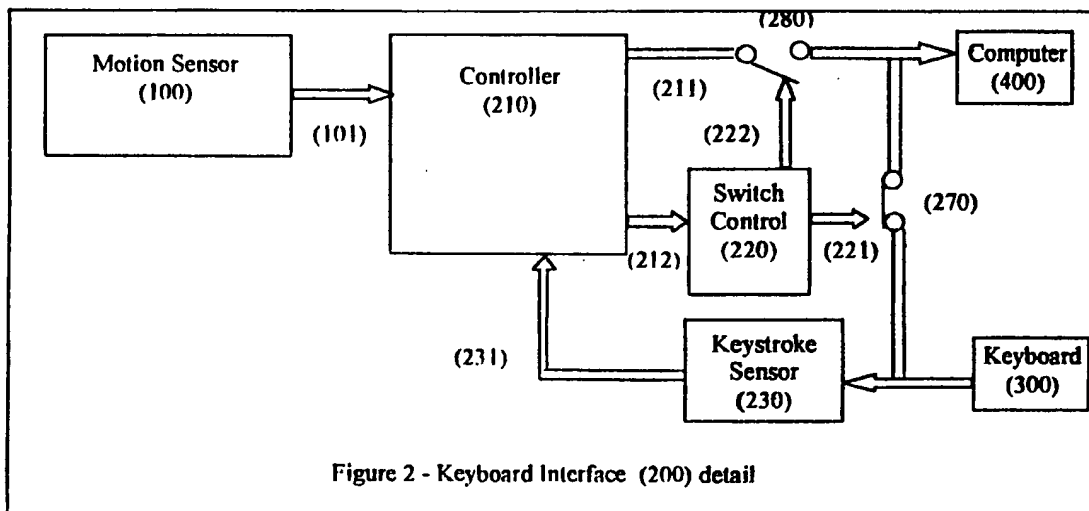 (280)
Motion Sensor
(100)
(101)
Controller
(210)
(211)
Computer
(400)
(222)
Switch
Control
(220)
(270)
(212)
(221)
(231)
Keystroke
Sensor
(230)
Keyboard
(300)
Figure 2 - Keyboard Interface (200) detail